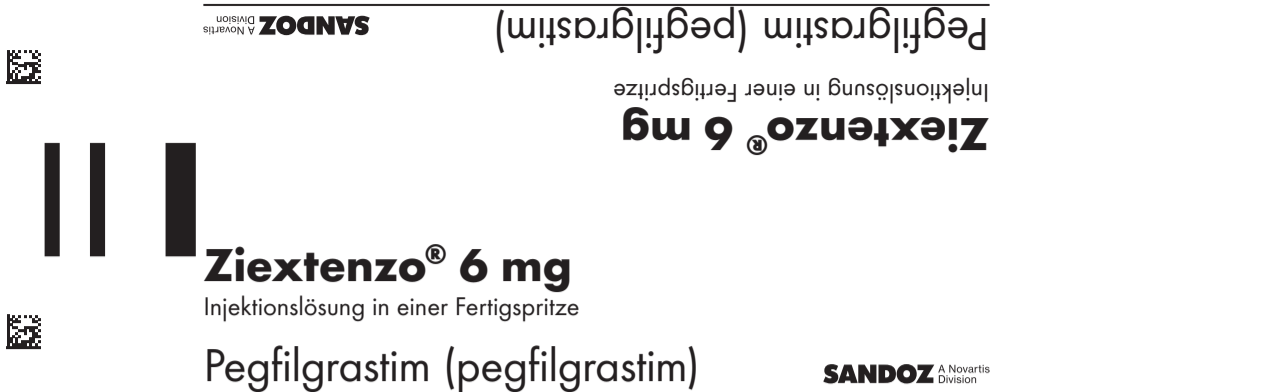 Pegfilgrastim (pegfilgrastim)
SANDOZ A Novartis Division
Injektionslösung in einer Fertigspritze
Ziextenzo® 6 mg
Ziextenzo® 6 mg
Injektionslösung in einer Fertigspritze
Pegfilgrastim (pegfilgrastim)
SANDOZ A Novartis Division